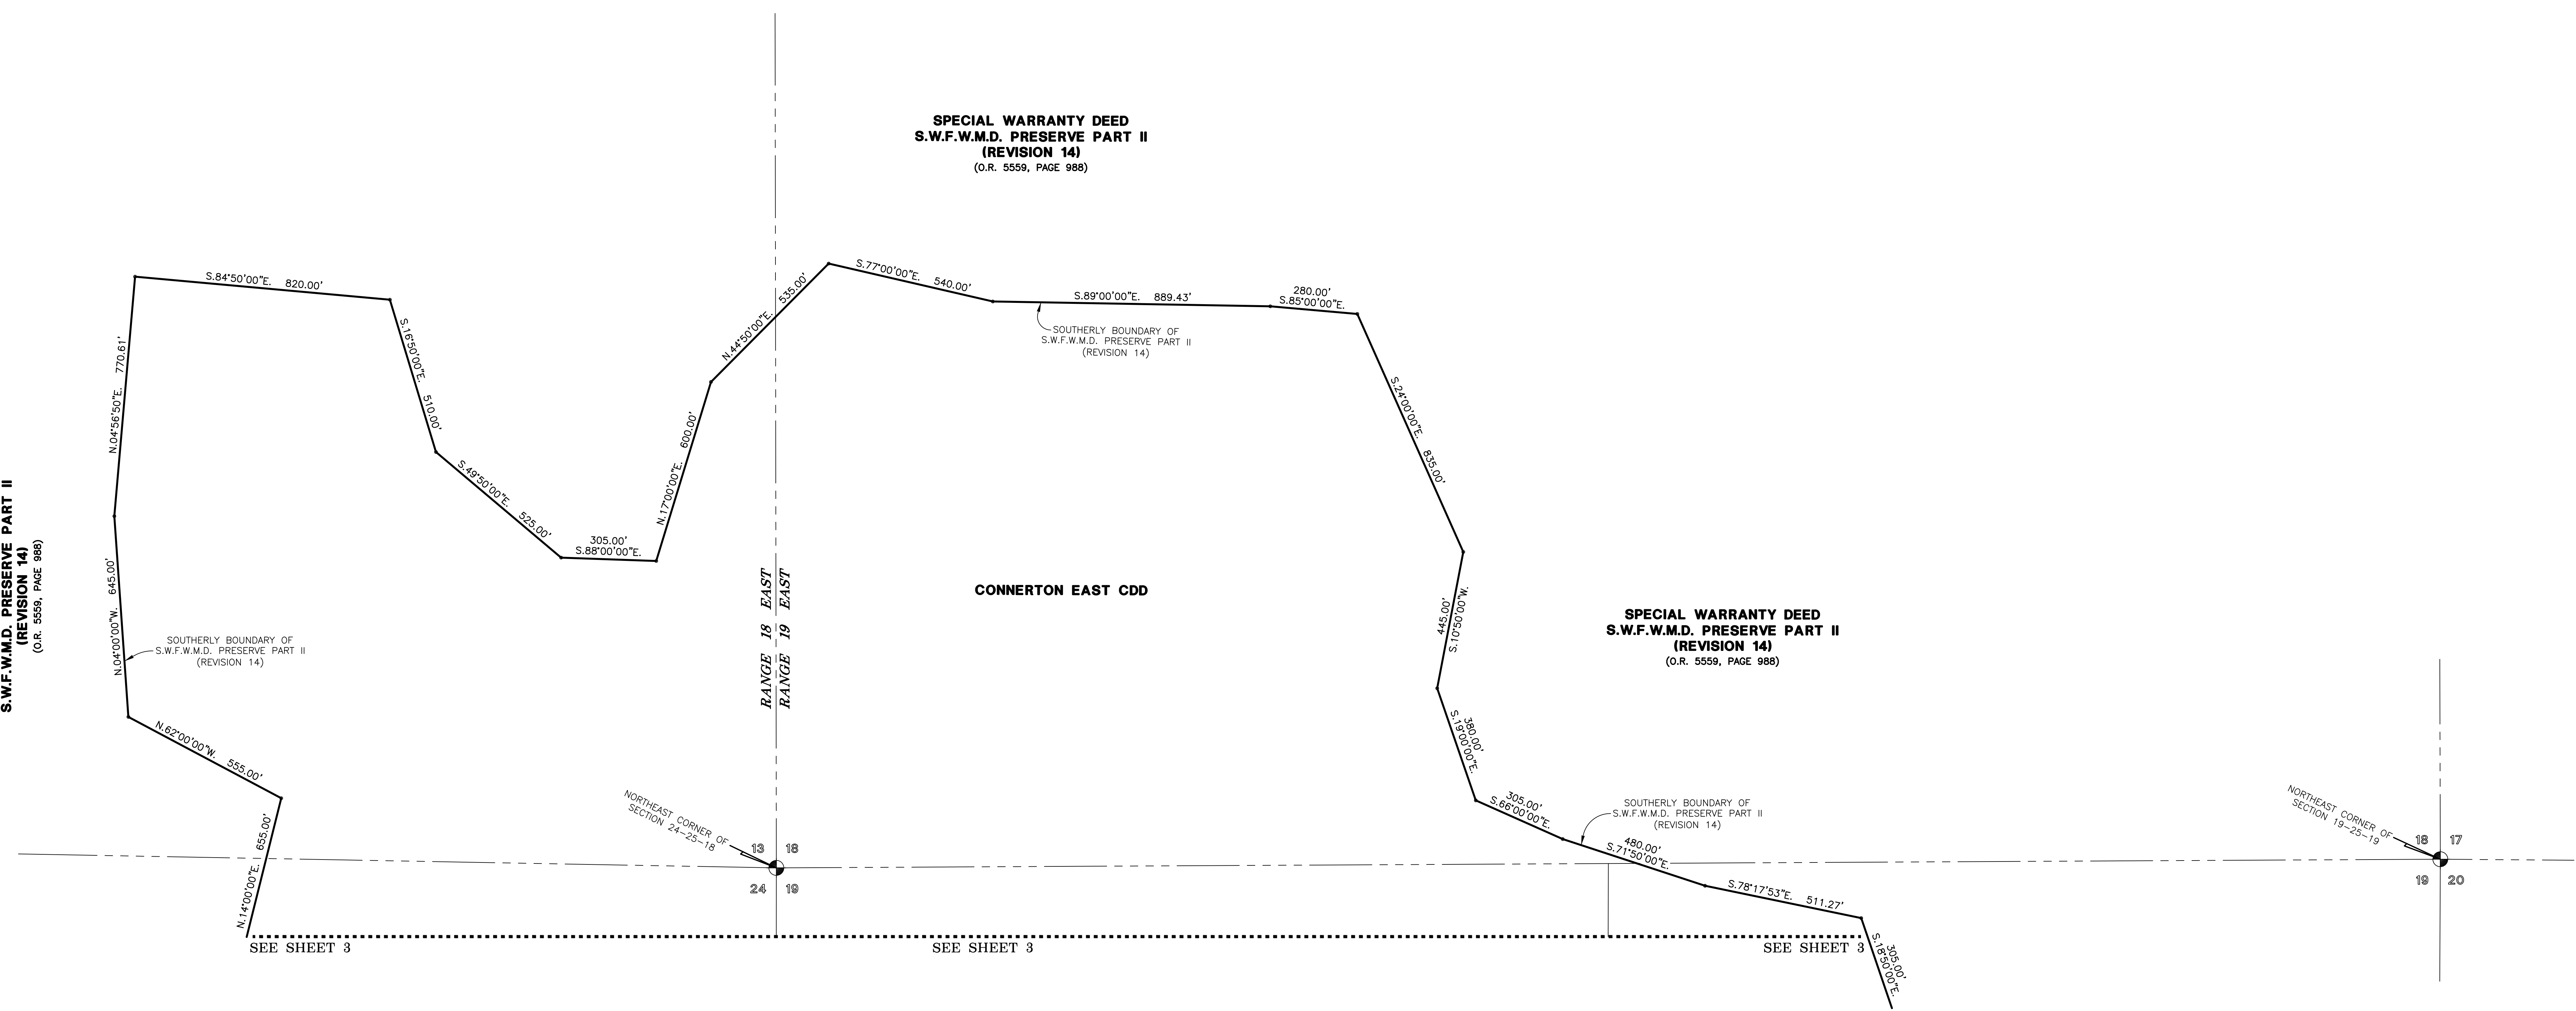 SPECIAL WARRANTY DEED
S.W.F.W.M.D. PRESERVE PART II
(REVISION 14)
(O.R. 5559, PAGE 988)
S.84°50'00"E. 820.00'
S.77°00'00"E. 540.00'
S.89°00'00"E. 889.43'
280.00'
S.85°00'00"E.
N.44°50'00"E. 535.00'
SOUTHERLY BOUNDARY OF
S.W.F.W.M.D. PRESERVE PART II
(REVISION 14)
N.04°56'50"E. 770.61'
S.16°50'00"E. 510.00'
S.24°00'00"E. 835.00'
S.49°50'00"E. 525.00'
305.00'
S.88°00'00"E.
N.17°00'00"E. 600.00'
S.W.F.W.M.D. PRESERVE PART II
(REVISION 14)
(O.R. 5559, PAGE 988)
N.04°00'00"W. 645.00'
SOUTHERLY BOUNDARY OF
S.W.F.W.M.D. PRESERVE PART II
(REVISION 14)
RANGE 18 EAST
RANGE 19 EAST
CONNERTON EAST CDD
445.00'
S.10°50'00"W.
SPECIAL WARRANTY DEED
S.W.F.W.M.D. PRESERVE PART II
(REVISION 14)
(O.R. 5559, PAGE 988)
N.62°00'00"W. 555.00'
380.00'
S.19°00'00"E.
305.00'
S.66°00'00"E.
SOUTHERLY BOUNDARY OF
S.W.F.W.M.D. PRESERVE PART II
(REVISION 14)
480.00'
S.71°50'00"E.
N.14°00'00"E. 655.00'
NORTHEAST CORNER OF
SECTION 24-25-18
13 18
24 19
NORTHEAST CORNER OF
SECTION 19-25-19
18 17
19 20
S.78°17'53"E. 511.27'
305.00'
S.18°50'00"E.
SEE SHEET 3
SEE SHEET 3
SEE SHEET 3